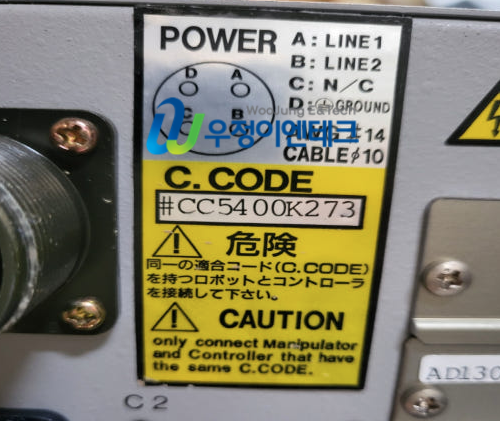 POWER
A: LINE1
B: LINE2
C: N/C
D: GROUND
D A
C B
WooJung E&Tech
우정이엔테크
AWG #14
CABLE φ10
C.CODE
#CC5400K273
危険
同一の適合コード(C.CODE)
を持つロボットとコントローラ
を接続して下さい。
CAUTION
only connect Manipulator
and Controller that have
the same C.CODE.
AD130
C2